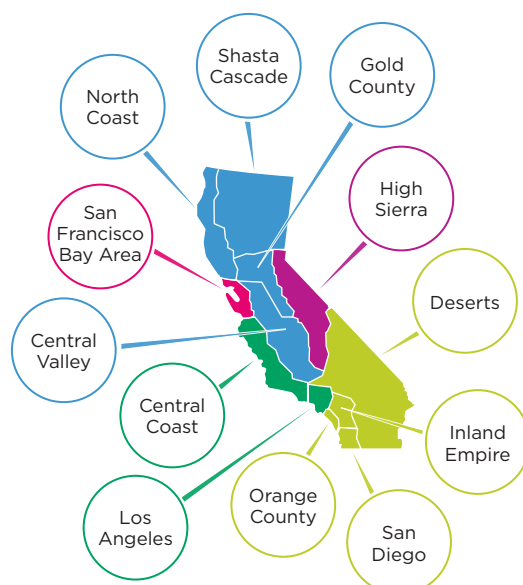 Shasta
Cascade
Gold
County
North
Coast
High
Sierra
San
Francisco
Bay Area
Deserts
Central
Valley
Central
Coast
Inland
Empire
Orange
County
Los
Angeles
San
Diego